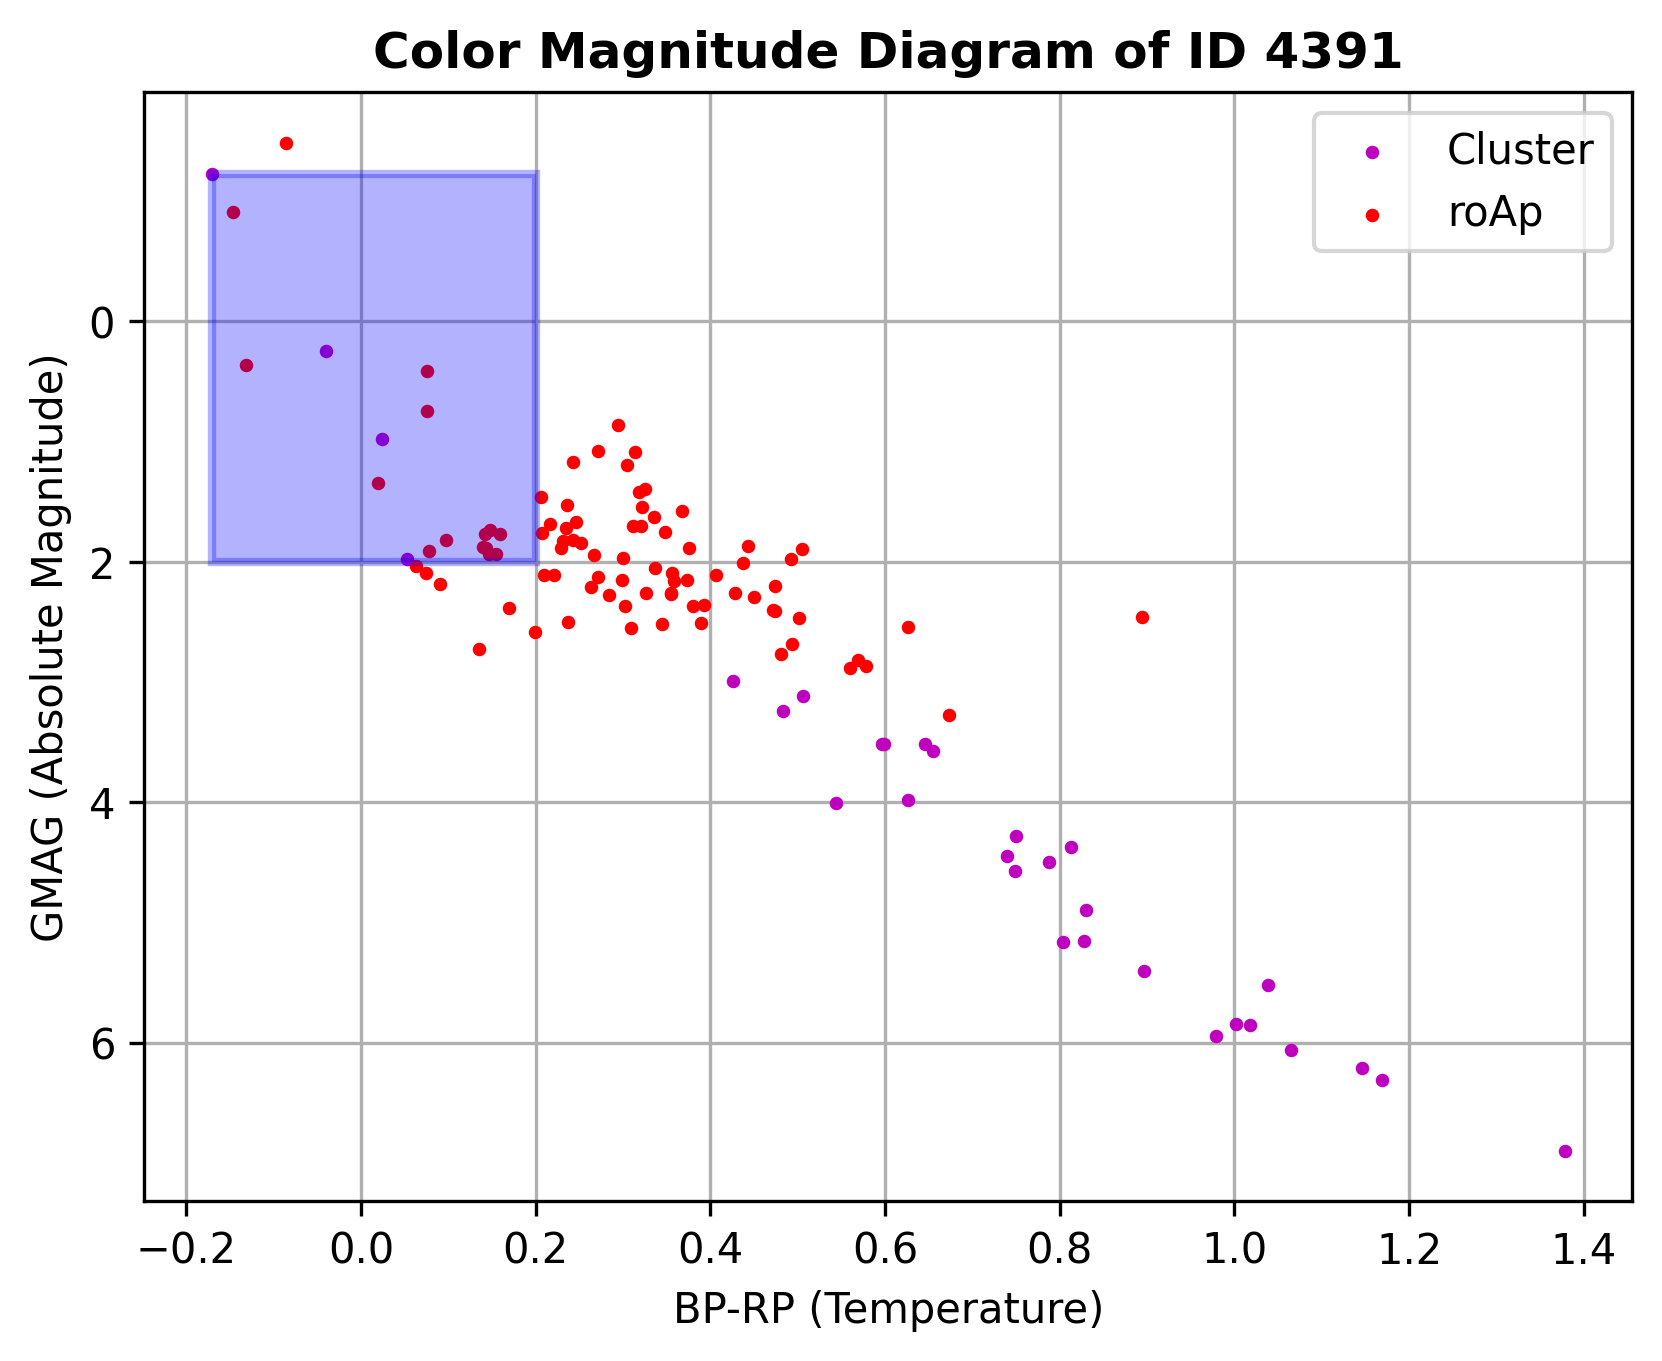 Color Magnitude Diagram of ID 4391
Cluster
roAp
GMAG (Absolute Magnitude)
0
2
4
6
−0.2 0.0 0.2 0.4 0.6 0.8 1.0 1.2 1.4
BP-RP (Temperature)